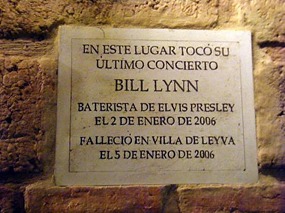 EN ESTE LUGAR TOCÓ SU
ÚLTIMO CONCIERTO
BILL LYNN
BATERISTA DE ELVIS PRESLEY
EL 2 DE ENERO DE 2006
FALLECIÓ EN VILLA DE LEYVA
EL 5 DE ENERO DE 2006